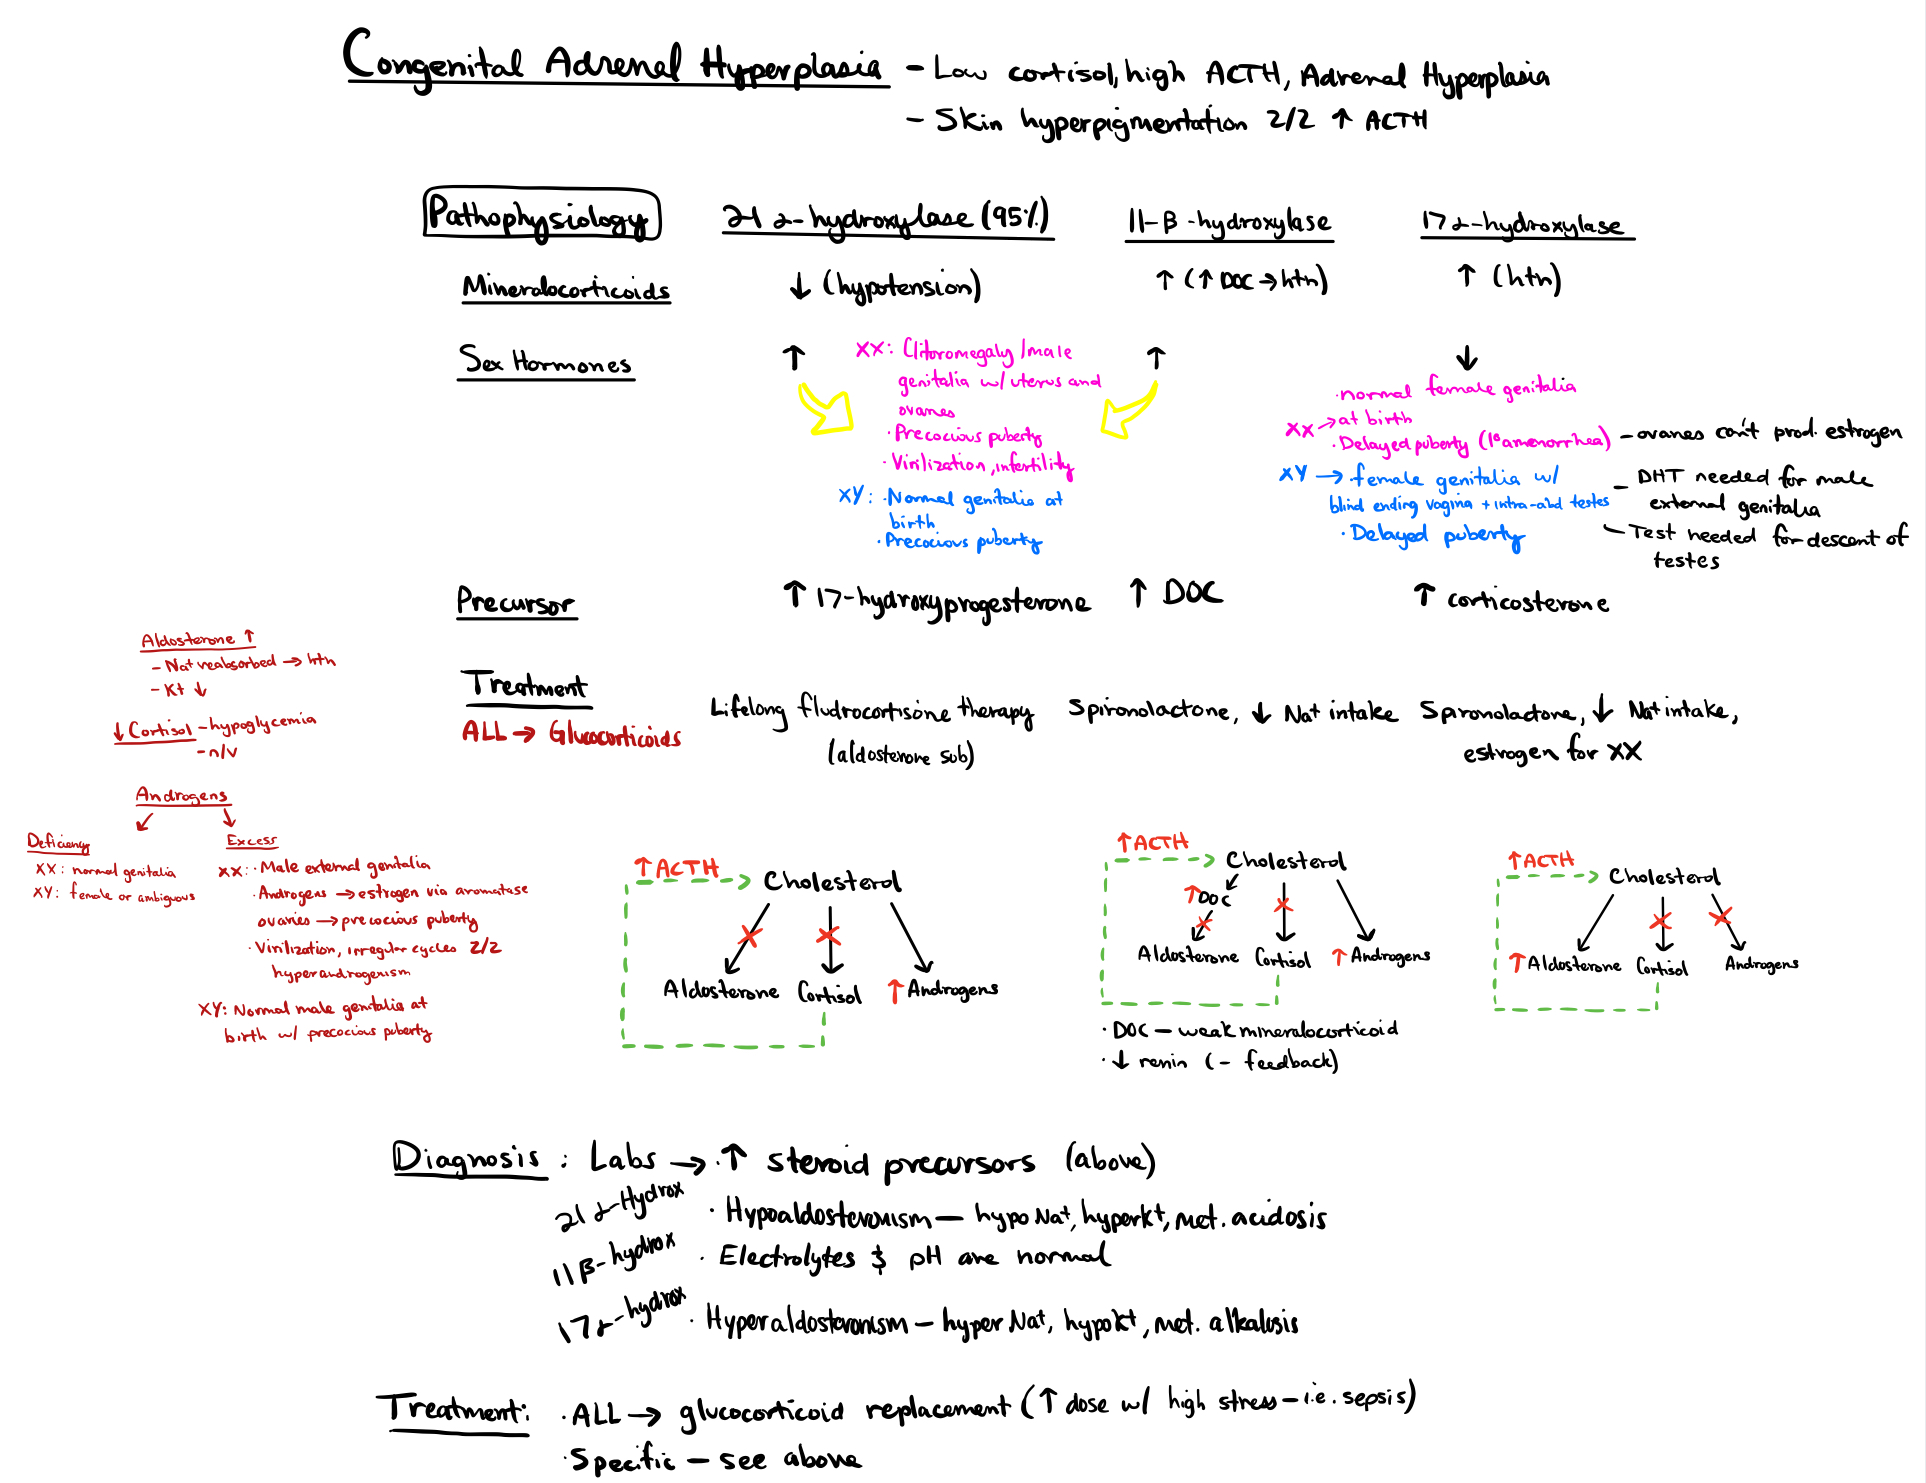 Congenital Adrenal Hyperplasia - Low cortisol, high ACTH, Adrenal Hyperplasia
- Skin hyperpigmentation 2/2 ↑ ACTH
Pathophysiology
21 α-hydroxylase (95%)
11-β-hydroxylase
17α-hydroxylase
Mineralocorticoids
↓ (hypotension)
↑ (↑ DOC → htn)
↑ (htn)
Sex Hormones
↑
XX: Clitoromegaly/male
genitalia w/ uterus and
ovaries
· Precocious puberty
· Virilization, infertility
XY: · Normal genitalia at
birth
· Precocious puberty
↑
↓
· normal female genitalia
XX → at birth
· Delayed puberty (1° amenorrhea) - ovaries can't prod. estrogen
XY → · female genitalia w/
blind ending vagina + intra-abd testes
· Delayed puberty
- DHT needed for male
external genitalia
- Test needed for descent of
testes
Precursor
↑ 17-hydroxyprogesterone
↑ DOC
↑ corticosterone
Treatment
ALL → Glucocorticoids
Lifelong fludrocortisone therapy
(aldosterone sub)
Spironolactone, ↓ Na+ intake
Spironolactone, ↓ Na+ intake,
estrogen for XX
Aldosterone ↑
- Na+ reabsorbed → htn
- K+ ↓
↓ Cortisol - hypoglycemia
- n/v
Androgens
Deficiency
XX: normal genitalia
XY: female or ambiguous
Excess
XX: · Male external genitalia
· Androgens → estrogen via aromatase
ovaries → precocious puberty
· Virilization, irregular cycles 2/2
hyperandrogenism
XY: Normal male genitalia at
birth w/ precocious puberty
↑ ACTH
Cholesterol
Aldosterone Cortisol ↑ Androgens
↑ ACTH
Cholesterol
↑ DOC
Aldosterone Cortisol ↑ Androgens
· DOC - weak mineralocorticoid
· ↓ renin (- feedback)
↑ ACTH
Cholesterol
↑ Aldosterone Cortisol Androgens
Diagnosis: Labs → · ↑ steroid precursors (above)
21 α-Hydrox · Hypoaldosteronism - hypo Na+, hyperK+, met. acidosis
11 β-hydrox · Electrolytes & pH are normal
17α-hydrox · Hyperaldosteronism - hyper Na+, hypoK+, met. alkalosis
Treatment: · ALL → glucocorticoid replacement (↑ dose w/ high stress - i.e. sepsis)
· Specific - see above